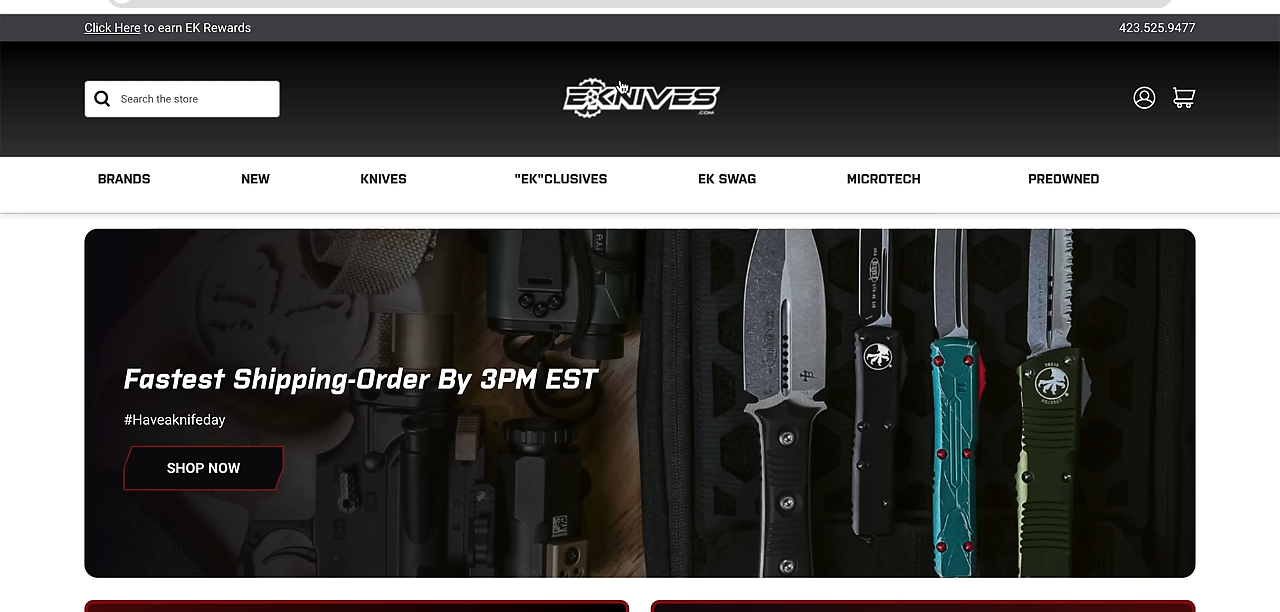 Click Here to earn EK Rewards
423.525.9477
Search the store
EKNIVES
.COM
BRANDS
NEW
KNIVES
"EK"CLUSIVES
EK SWAG
MICROTECH
PREOWNED
Fastest Shipping-Order By 3PM EST
#Haveaknifeday
SHOP NOW